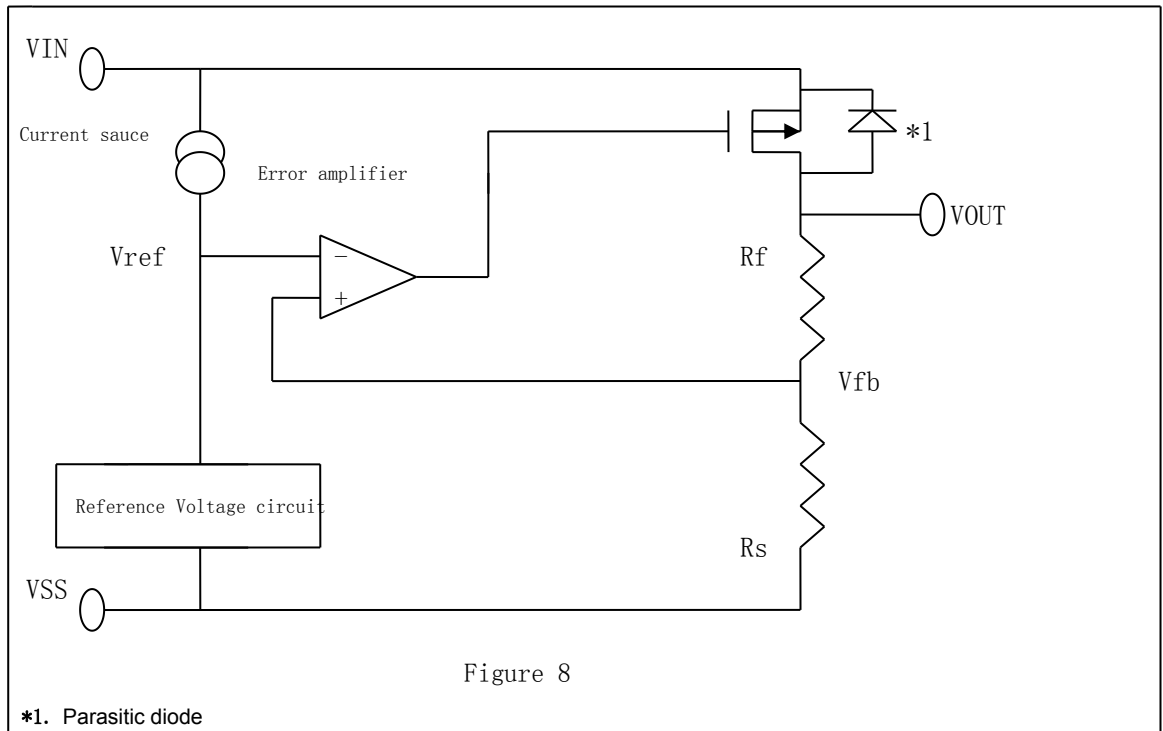 VIN
Current sauce
*1
Error amplifier
VOUT
Vref
Rf
−
+
Vfb
Reference Voltage circuit
Rs
VSS
Figure 8
*1. Parasitic diode